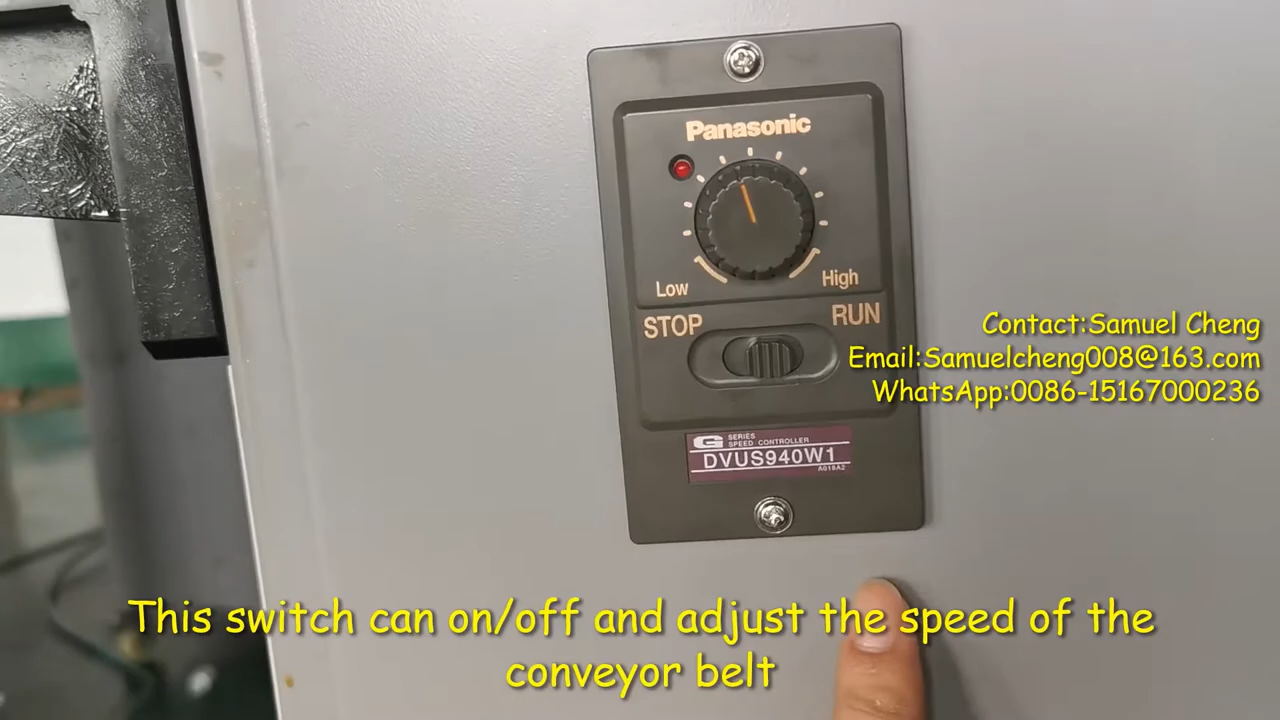 Panasonic
Low
High
STOP
RUN
Contact:Samuel Cheng
Email:Samuelcheng008@163.com
WhatsApp:0086-15167000236
G SERIES
SPEED CONTROLLER
DVUS940W1
A018A2
This switch can on/off and adjust the speed of the
conveyor belt